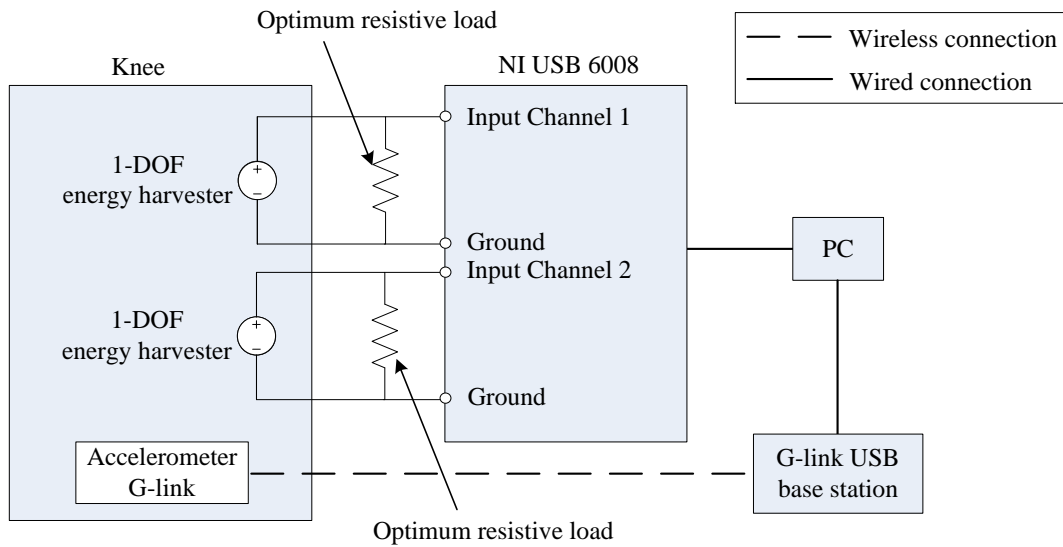 Optimum resistive load
Wireless connection
Wired connection
Knee
NI USB 6008
Input Channel 1
+
1-DOF
energy harvester
−
Ground
Input Channel 2
PC
+
1-DOF
energy harvester
−
Ground
Accelerometer
G-link
G-link USB
base station
Optimum resistive load